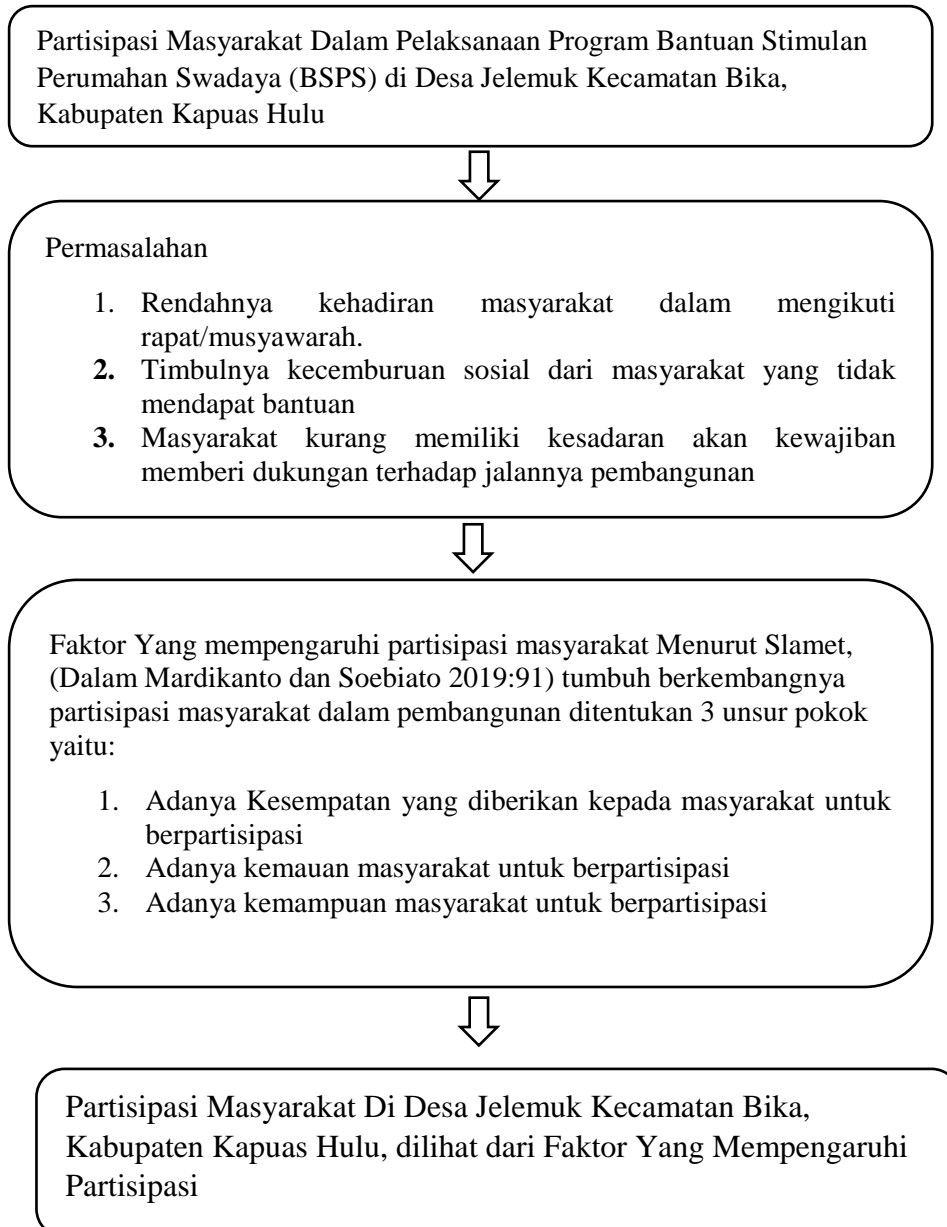 Partisipasi Masyarakat Dalam Pelaksanaan Program Bantuan Stimulan
Perumahan Swadaya (BSPS) di Desa Jelemuk Kecamatan Bika,
Kabupaten Kapuas Hulu
Permasalahan
1. Rendahnya kehadiran masyarakat dalam mengikuti
rapat/musyawarah.
2. Timbulnya kecemburuan sosial dari masyarakat yang tidak
mendapat bantuan
3. Masyarakat kurang memiliki kesadaran akan kewajiban
memberi dukungan terhadap jalannya pembangunan
Faktor Yang mempengaruhi partisipasi masyarakat Menurut Slamet,
(Dalam Mardikanto dan Soebiato 2019:91) tumbuh berkembangnya
partisipasi masyarakat dalam pembangunan ditentukan 3 unsur pokok
yaitu:
1. Adanya Kesempatan yang diberikan kepada masyarakat untuk
berpartisipasi
2. Adanya kemauan masyarakat untuk berpartisipasi
3. Adanya kemampuan masyarakat untuk berpartisipasi
Partisipasi Masyarakat Di Desa Jelemuk Kecamatan Bika,
Kabupaten Kapuas Hulu, dilihat dari Faktor Yang Mempengaruhi
Partisipasi